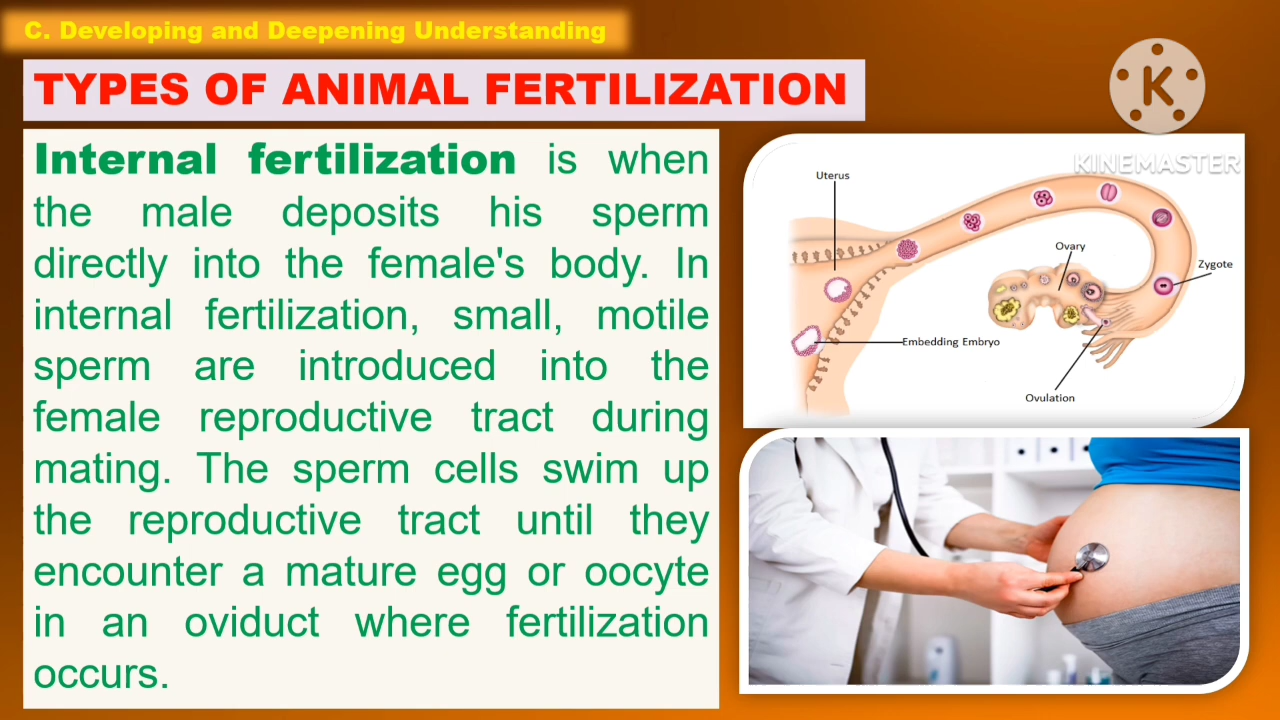 C. Developing and Deepening Understanding
TYPES OF ANIMAL FERTILIZATION
Internal fertilization is when
the male deposits his sperm
directly into the female's body. In
internal fertilization, small, motile
sperm are introduced into the
female reproductive tract during
mating. The sperm cells swim up
the reproductive tract until they
encounter a mature egg or oocyte
in an oviduct where fertilization
occurs.
K
KINEMASTER
Uterus
Ovary
Zygote
Embedding Embryo
Ovulation